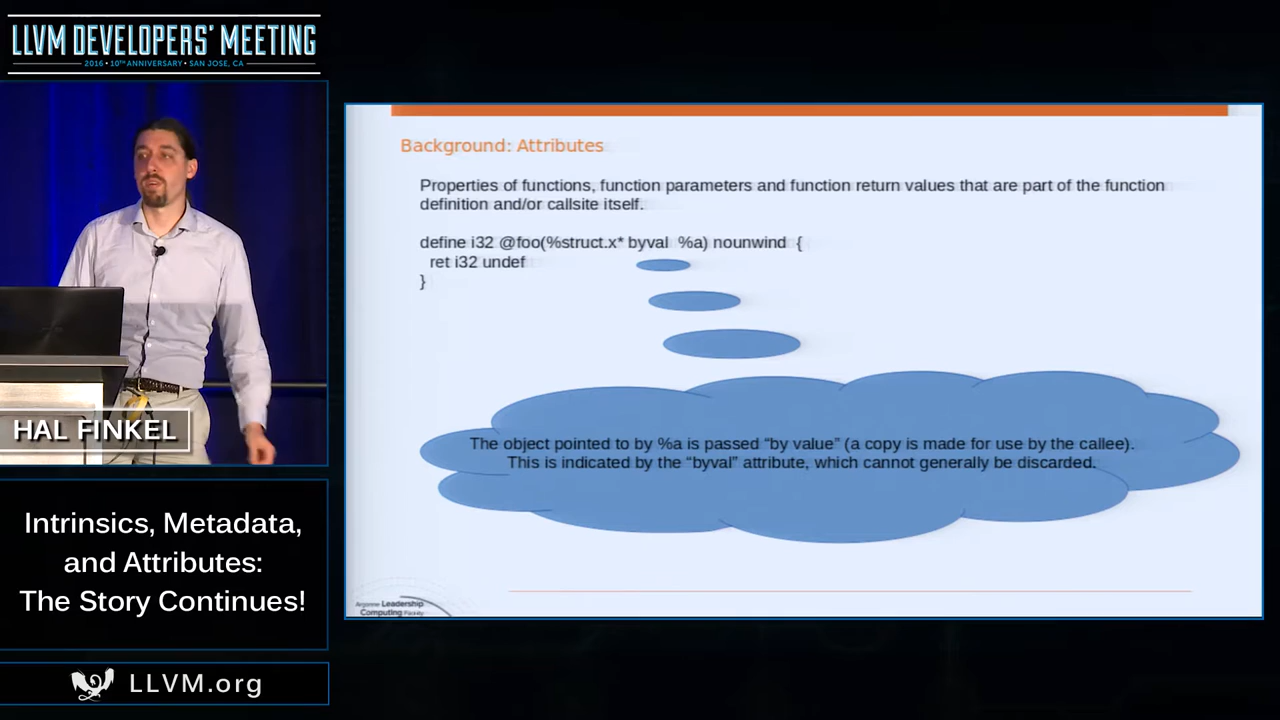 LLVM DEVELOPERS' MEETING
2016 • 10TH ANNIVERSARY • SAN JOSE, CA
HAL FINKEL
Intrinsics, Metadata,
and Attributes:
The Story Continues!
LLVM.org
Background: Attributes
Properties of functions, function parameters and function return values that are part of the function
definition and/or callsite itself.
define i32 @foo(%struct.x* byval %a) nounwind {
ret i32 undef
}
The object pointed to by %a is passed “by value” (a copy is made for use by the callee).
This is indicated by the “byval” attribute, which cannot generally be discarded.
Argonne Leadership
Computing Facility